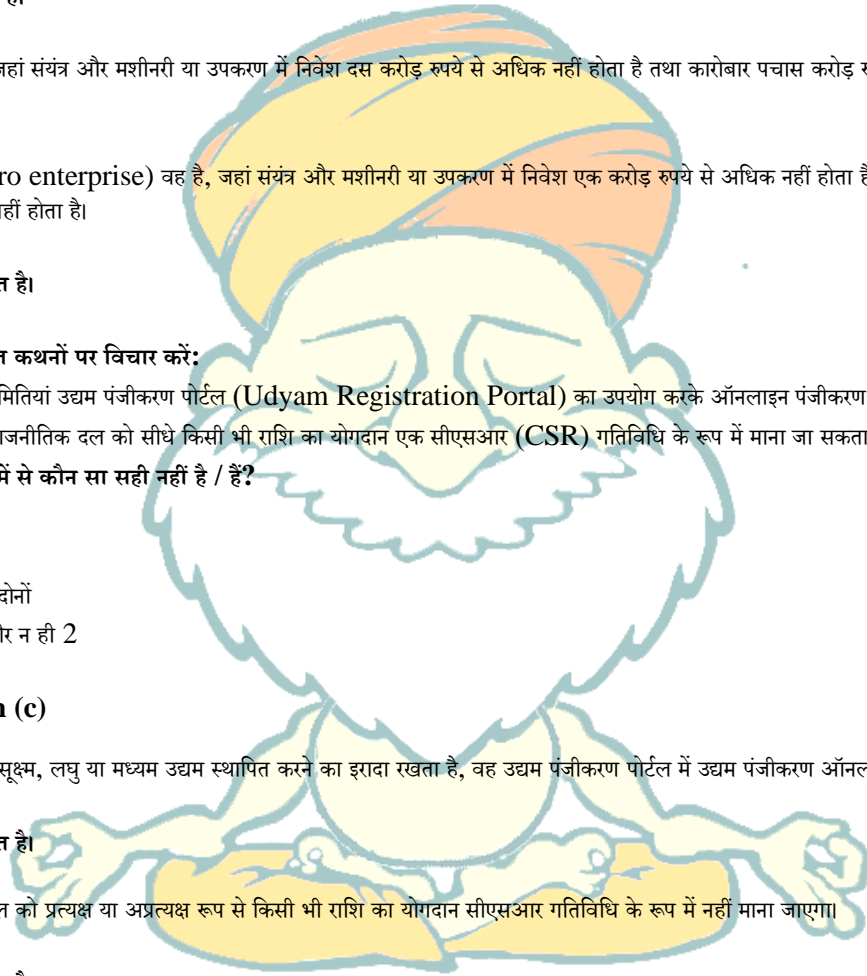 है।
जहां संयंत्र और मशीनरी या उपकरण में निवेश दस करोड़ रुपये से अधिक नहीं होता है तथा कारोबार पचास करोड़
ro enterprise) वह है, जहां संयंत्र और मशीनरी या उपकरण में निवेश एक करोड़ रुपये से अधिक नहीं होता है
नहीं होता है।
है।
कथनों पर विचार करें:
मितियां उद्यम पंजीकरण पोर्टल (Udyam Registration Portal) का उपयोग करके ऑनलाइन पंजीकरण
राजनीतिक दल को सीधे किसी भी राशि का योगदान एक सीएसआर (CSR) गतिविधि के रूप में माना जा सकता
में से कौन सा सही नहीं है / हैं?
दोनों
न ही 2
(c)
सूक्ष्म, लघु या मध्यम उद्यम स्थापित करने का इरादा रखता है, वह उद्यम पंजीकरण पोर्टल में उद्यम पंजीकरण
है।
को प्रत्यक्ष या अप्रत्यक्ष रूप से किसी भी राशि का योगदान सीएसआर गतिविधि के रूप में नहीं माना जाएगा।